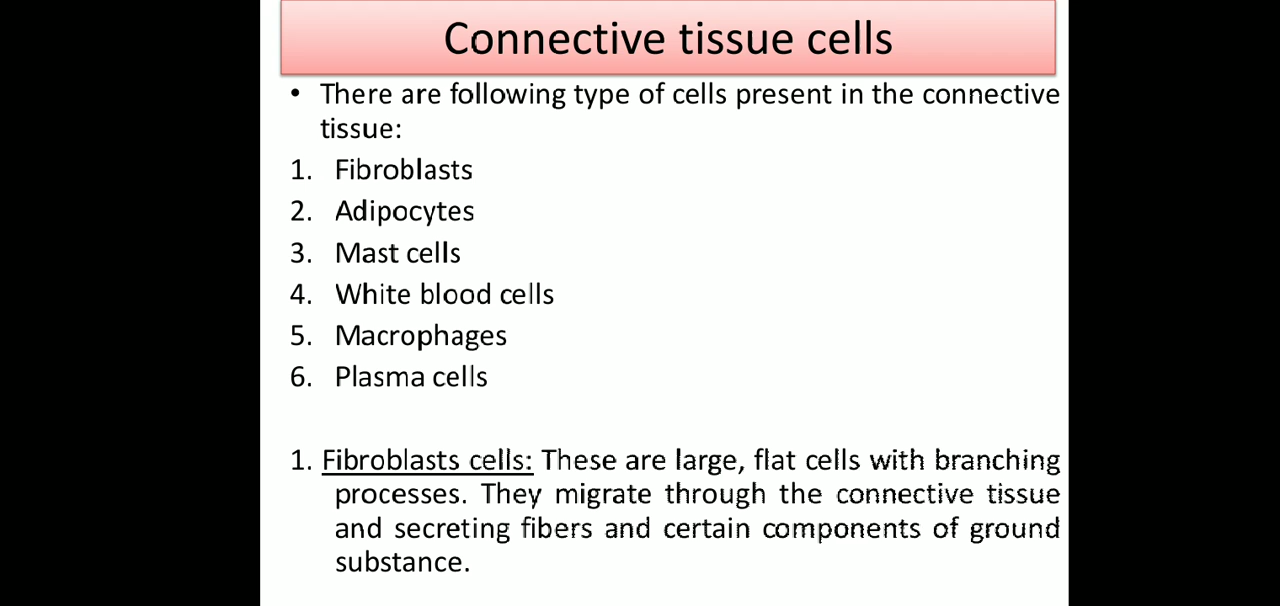 Connective tissue cells
• There are following type of cells present in the connective
tissue:
1. Fibroblasts
2. Adipocytes
3. Mast cells
4. White blood cells
5. Macrophages
6. Plasma cells
1. Fibroblasts cells: These are large, flat cells with branching
processes. They migrate through the connective tissue
and secreting fibers and certain components of ground
substance.